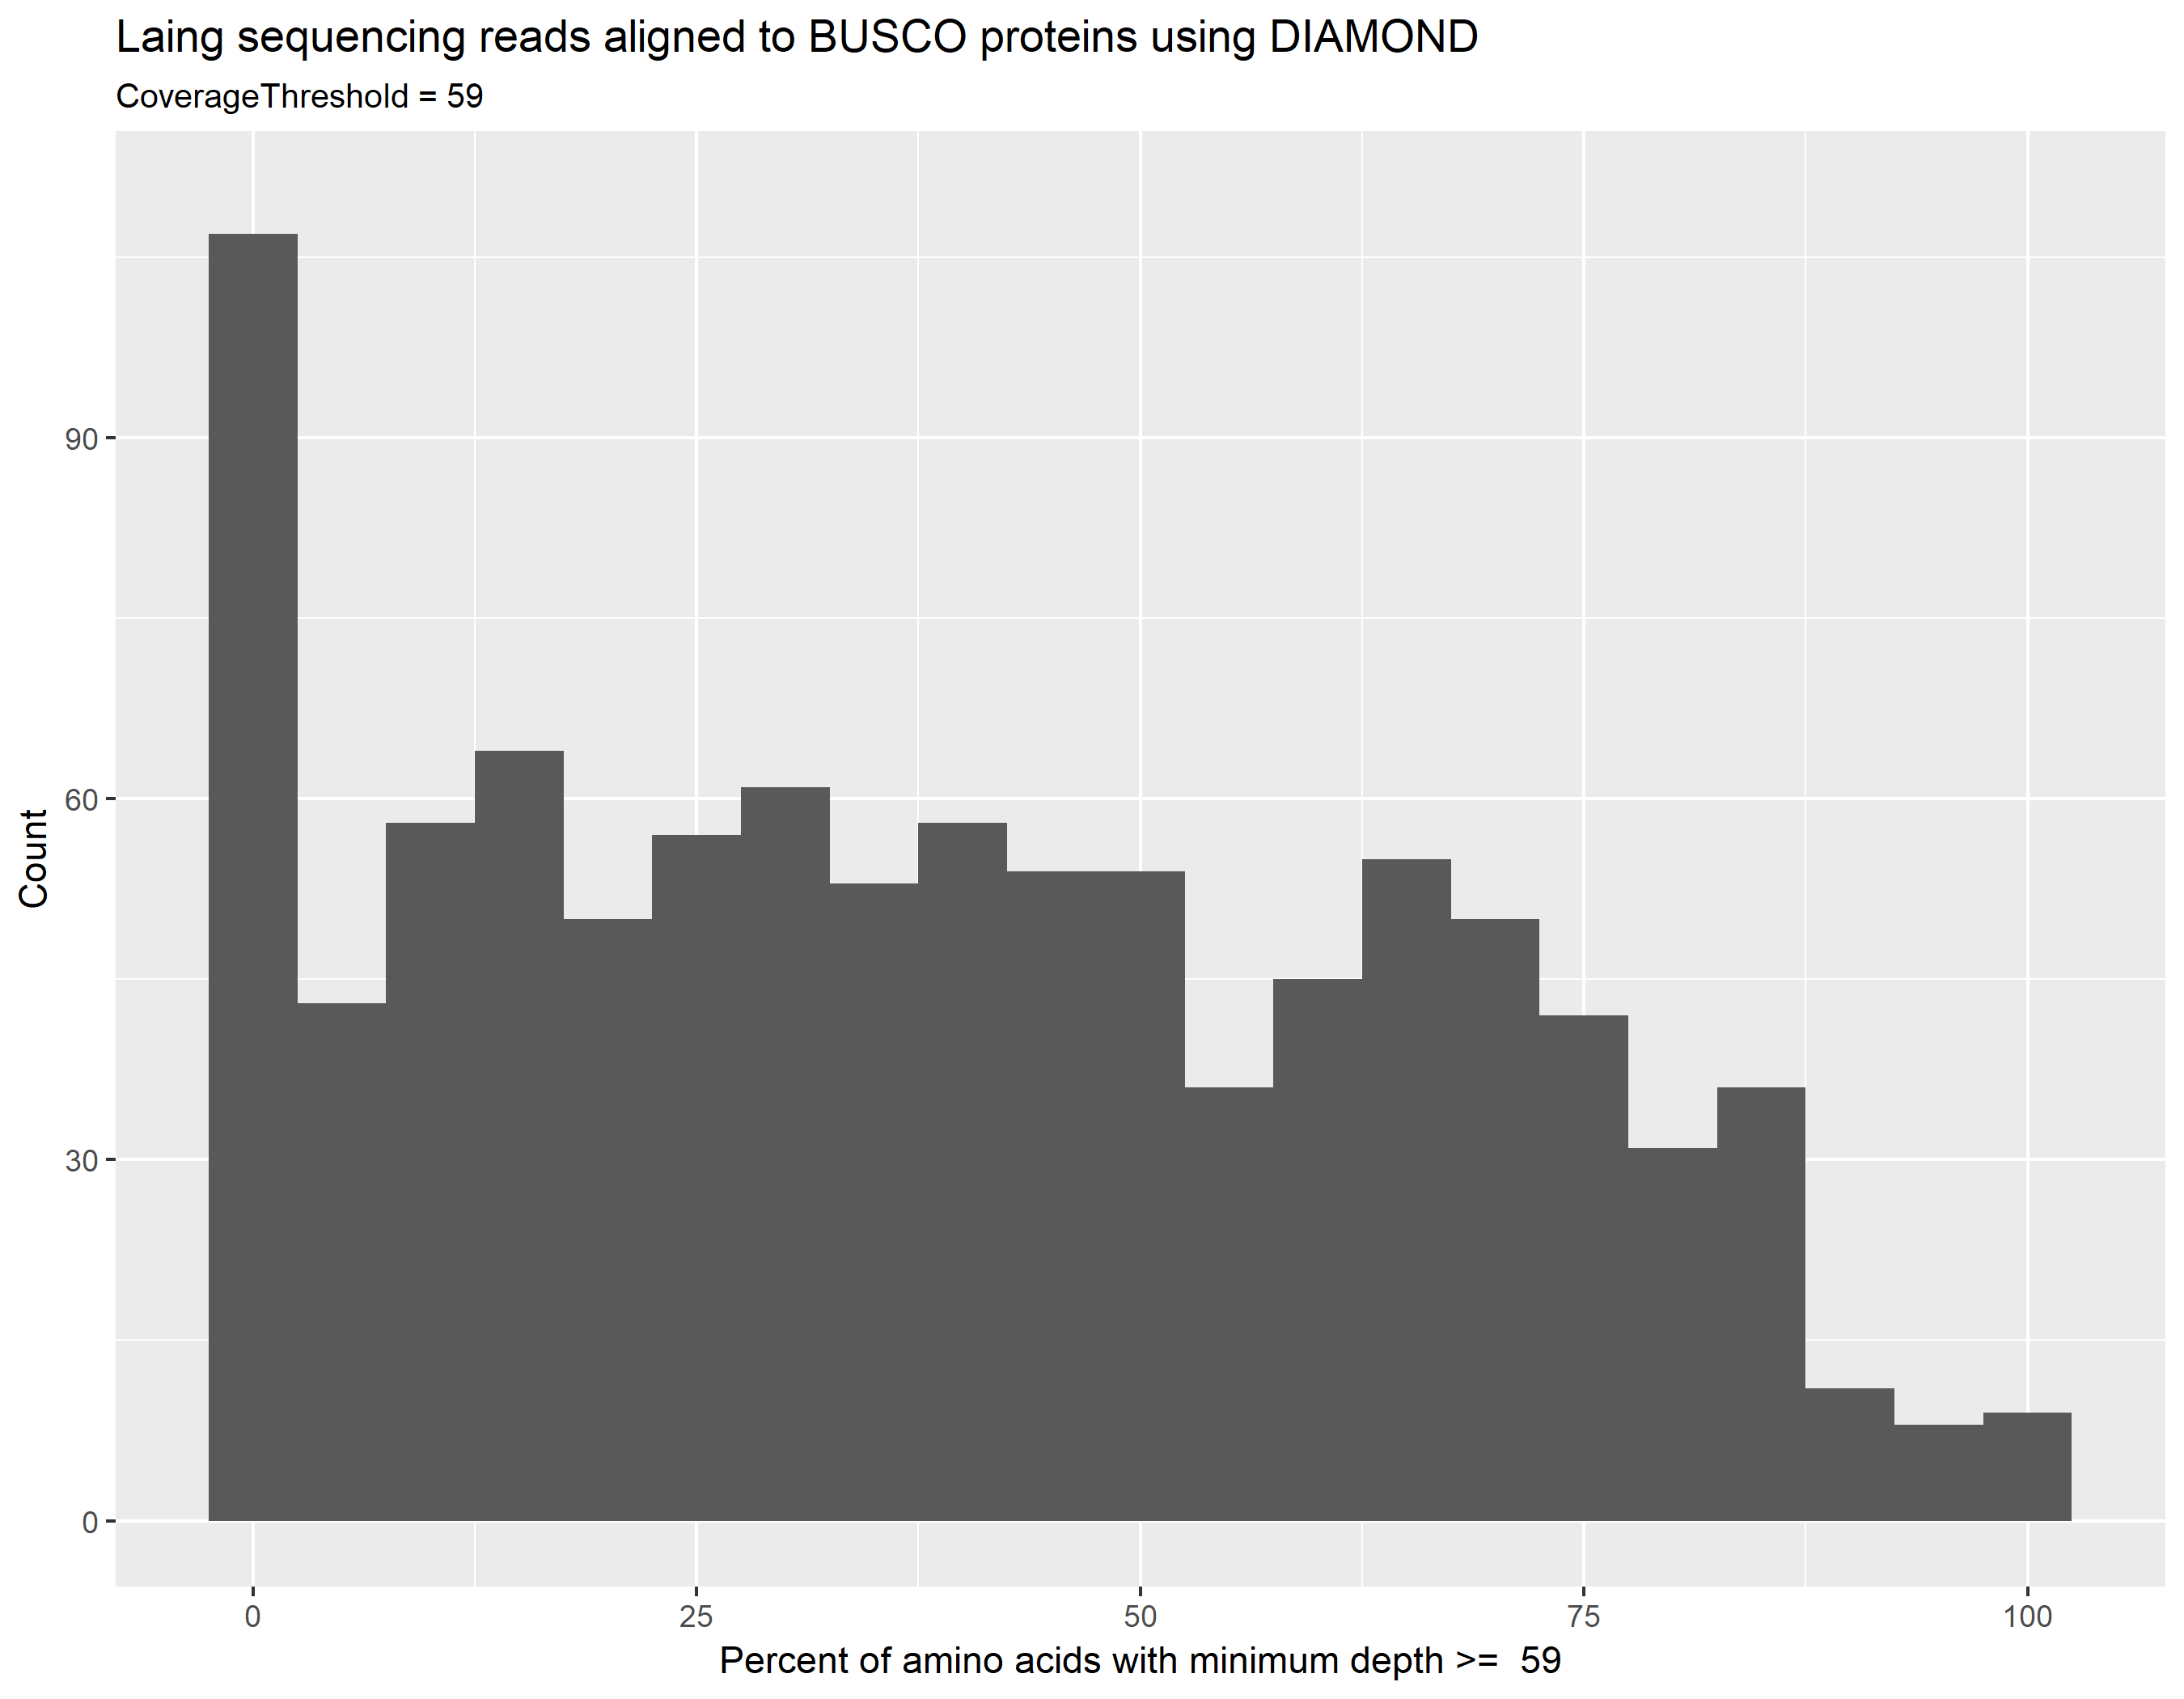 Laing sequencing reads aligned to BUSCO proteins using DIAMOND
CoverageThreshold = 59
90
60
30
0
Count
0 25 50 75 100
Percent of amino acids with minimum depth >=  59